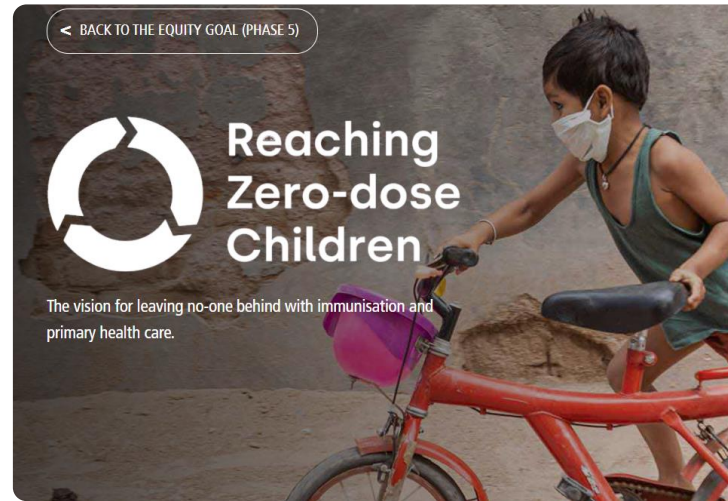 < BACK TO THE EQUITY GOAL (PHASE 5)
Reaching
Zero-dose
Children
The vision for leaving no-one behind with immunisation and
primary health care.